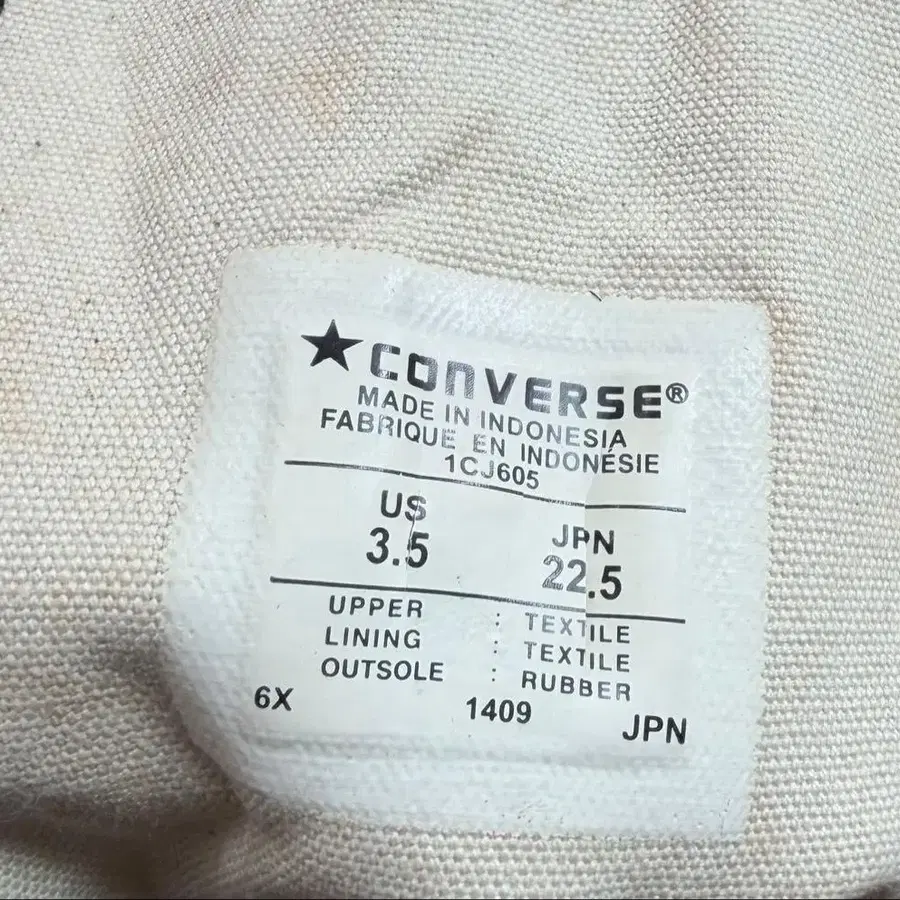 ★ CONVERSE®
MADE IN INDONESIA
FABRIQUÉ EN INDONÉSIE
1CJ605
US JPN
3.5 22.5
UPPER : TEXTILE
LINING : TEXTILE
OUTSOLE : RUBBER
6X 1409 JPN